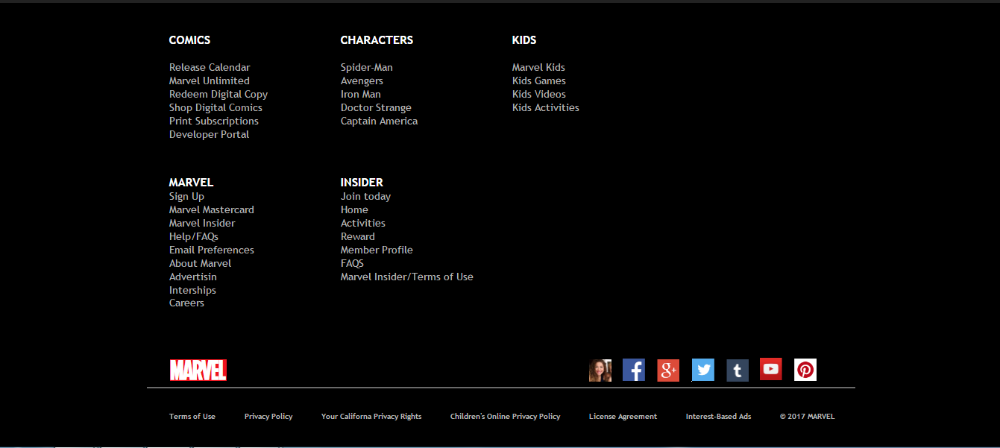 COMICS
Release Calendar
Marvel Unlimited
Redeem Digital Copy
Shop Digital Comics
Print Subscriptions
Developer Portal
CHARACTERS
Spider-Man
Avengers
Iron Man
Doctor Strange
Captain America
KIDS
Marvel Kids
Kids Games
Kids Videos
Kids Activities
MARVEL
Sign Up
Marvel Mastercard
Marvel Insider
Help/FAQs
Email Preferences
About Marvel
Advertisin
Interships
Careers
INSIDER
Join today
Home
Activities
Reward
Member Profile
FAQS
Marvel Insider/Terms of Use
MARVEL
f g+ t
Terms of Use Privacy Policy Your Californa Privacy Rights Children's Online Privacy Policy License Agreement Interest-Based Ads © 2017 MARVEL